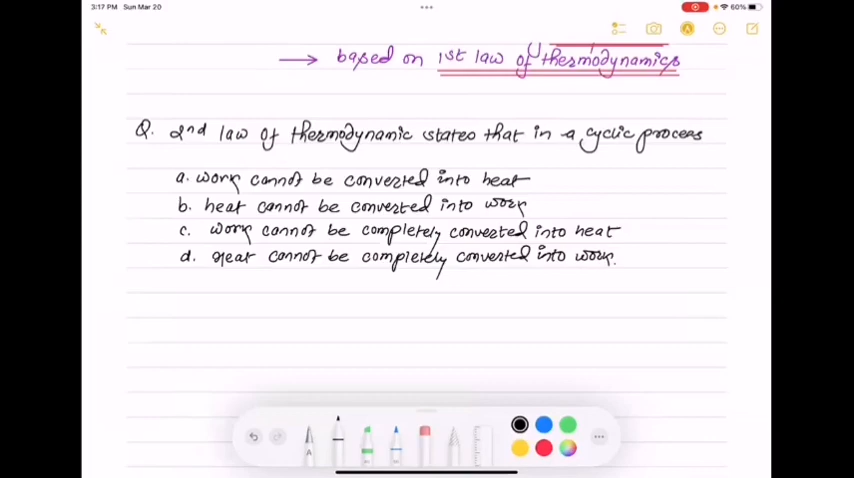 3:17 PM Sun Mar 20
60%
→ based on 1st law of thermodynamics
Q. 2nd law of thermodynamic states that in a cyclic process
a. work cannot be converted into heat
b. heat cannot be converted into work
c. work cannot be completely converted into heat
d. heat cannot be completely converted into work.
A